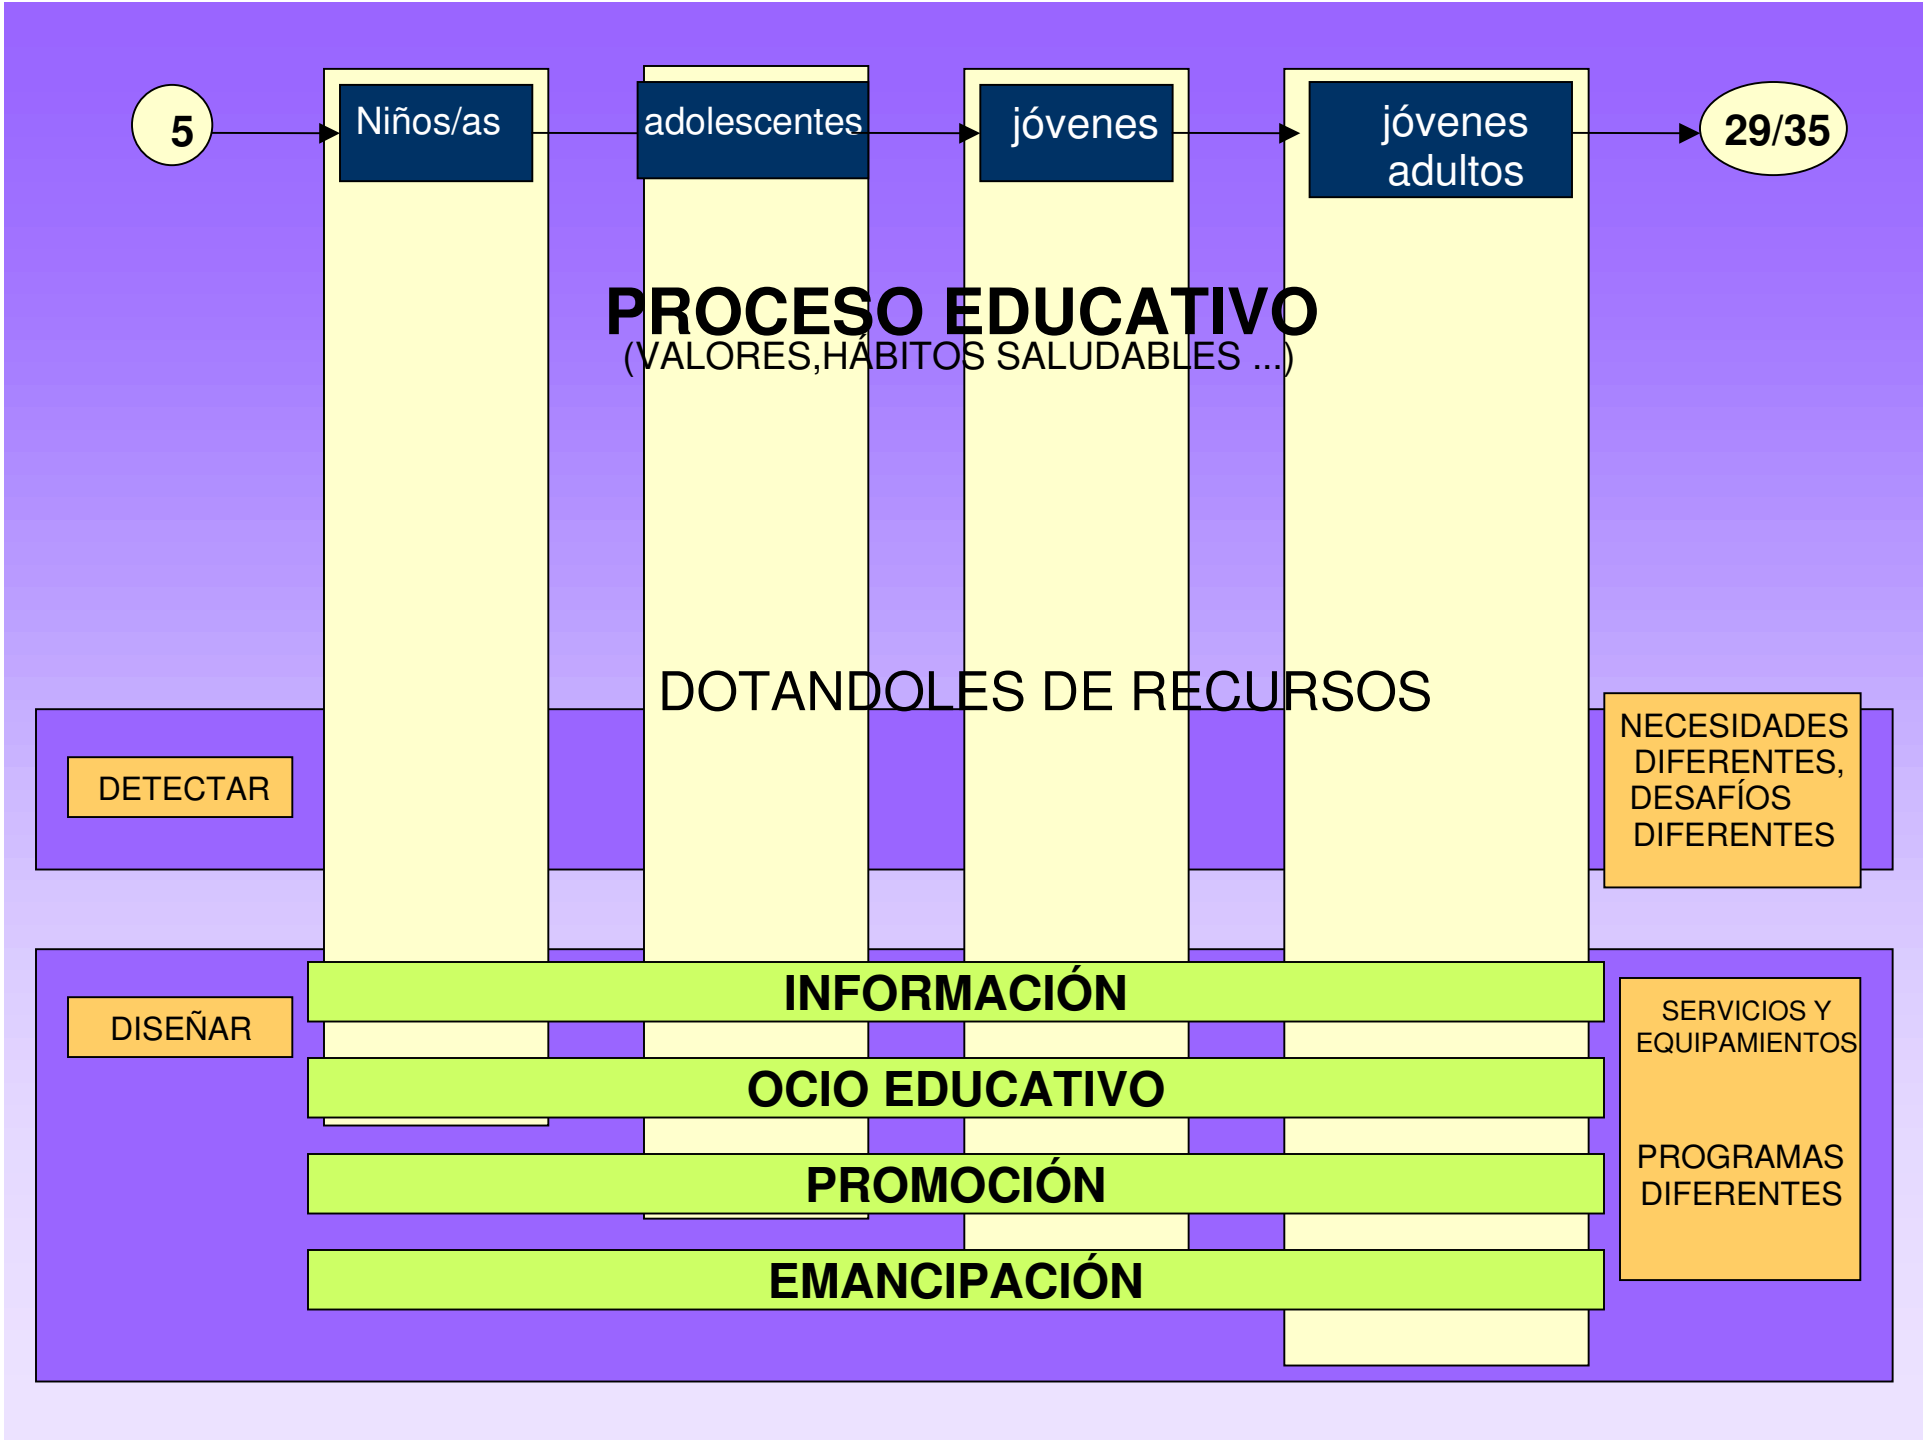 5
Niños/as
adolescentes
jóvenes
jóvenes
adultos
29/35
PROCESO EDUCATIVO
(VALORES,HÁBITOS SALUDABLES ...)
DOTANDOLES DE RECURSOS
DETECTAR
NECESIDADES
DIFERENTES,
DESAFÍOS
DIFERENTES
DISEÑAR
INFORMACIÓN
OCIO EDUCATIVO
PROMOCIÓN
EMANCIPACIÓN
SERVICIOS Y
EQUIPAMIENTOS
PROGRAMAS
DIFERENTES